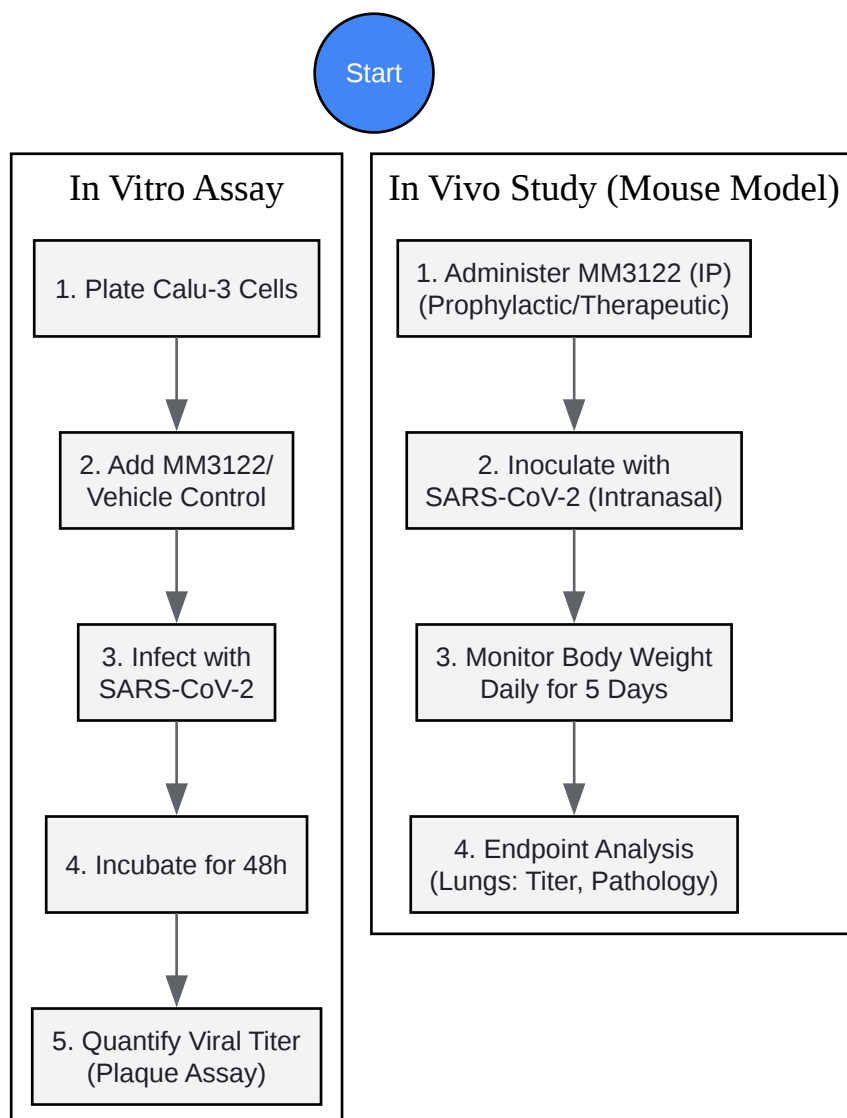 Start
In Vitro Assay
1. Plate Calu-3 Cells
2. Add MM3122/
Vehicle Control
3. Infect with
SARS-CoV-2
4. Incubate for 48h
5. Quantify Viral Titer
(Plaque Assay)
In Vivo Study (Mouse Model)
1. Administer MM3122 (IP)
(Prophylactic/Therapeutic)
2. Inoculate with
SARS-CoV-2 (Intranasal)
3. Monitor Body Weight
Daily for 5 Days
4. Endpoint Analysis
(Lungs: Titer, Pathology)